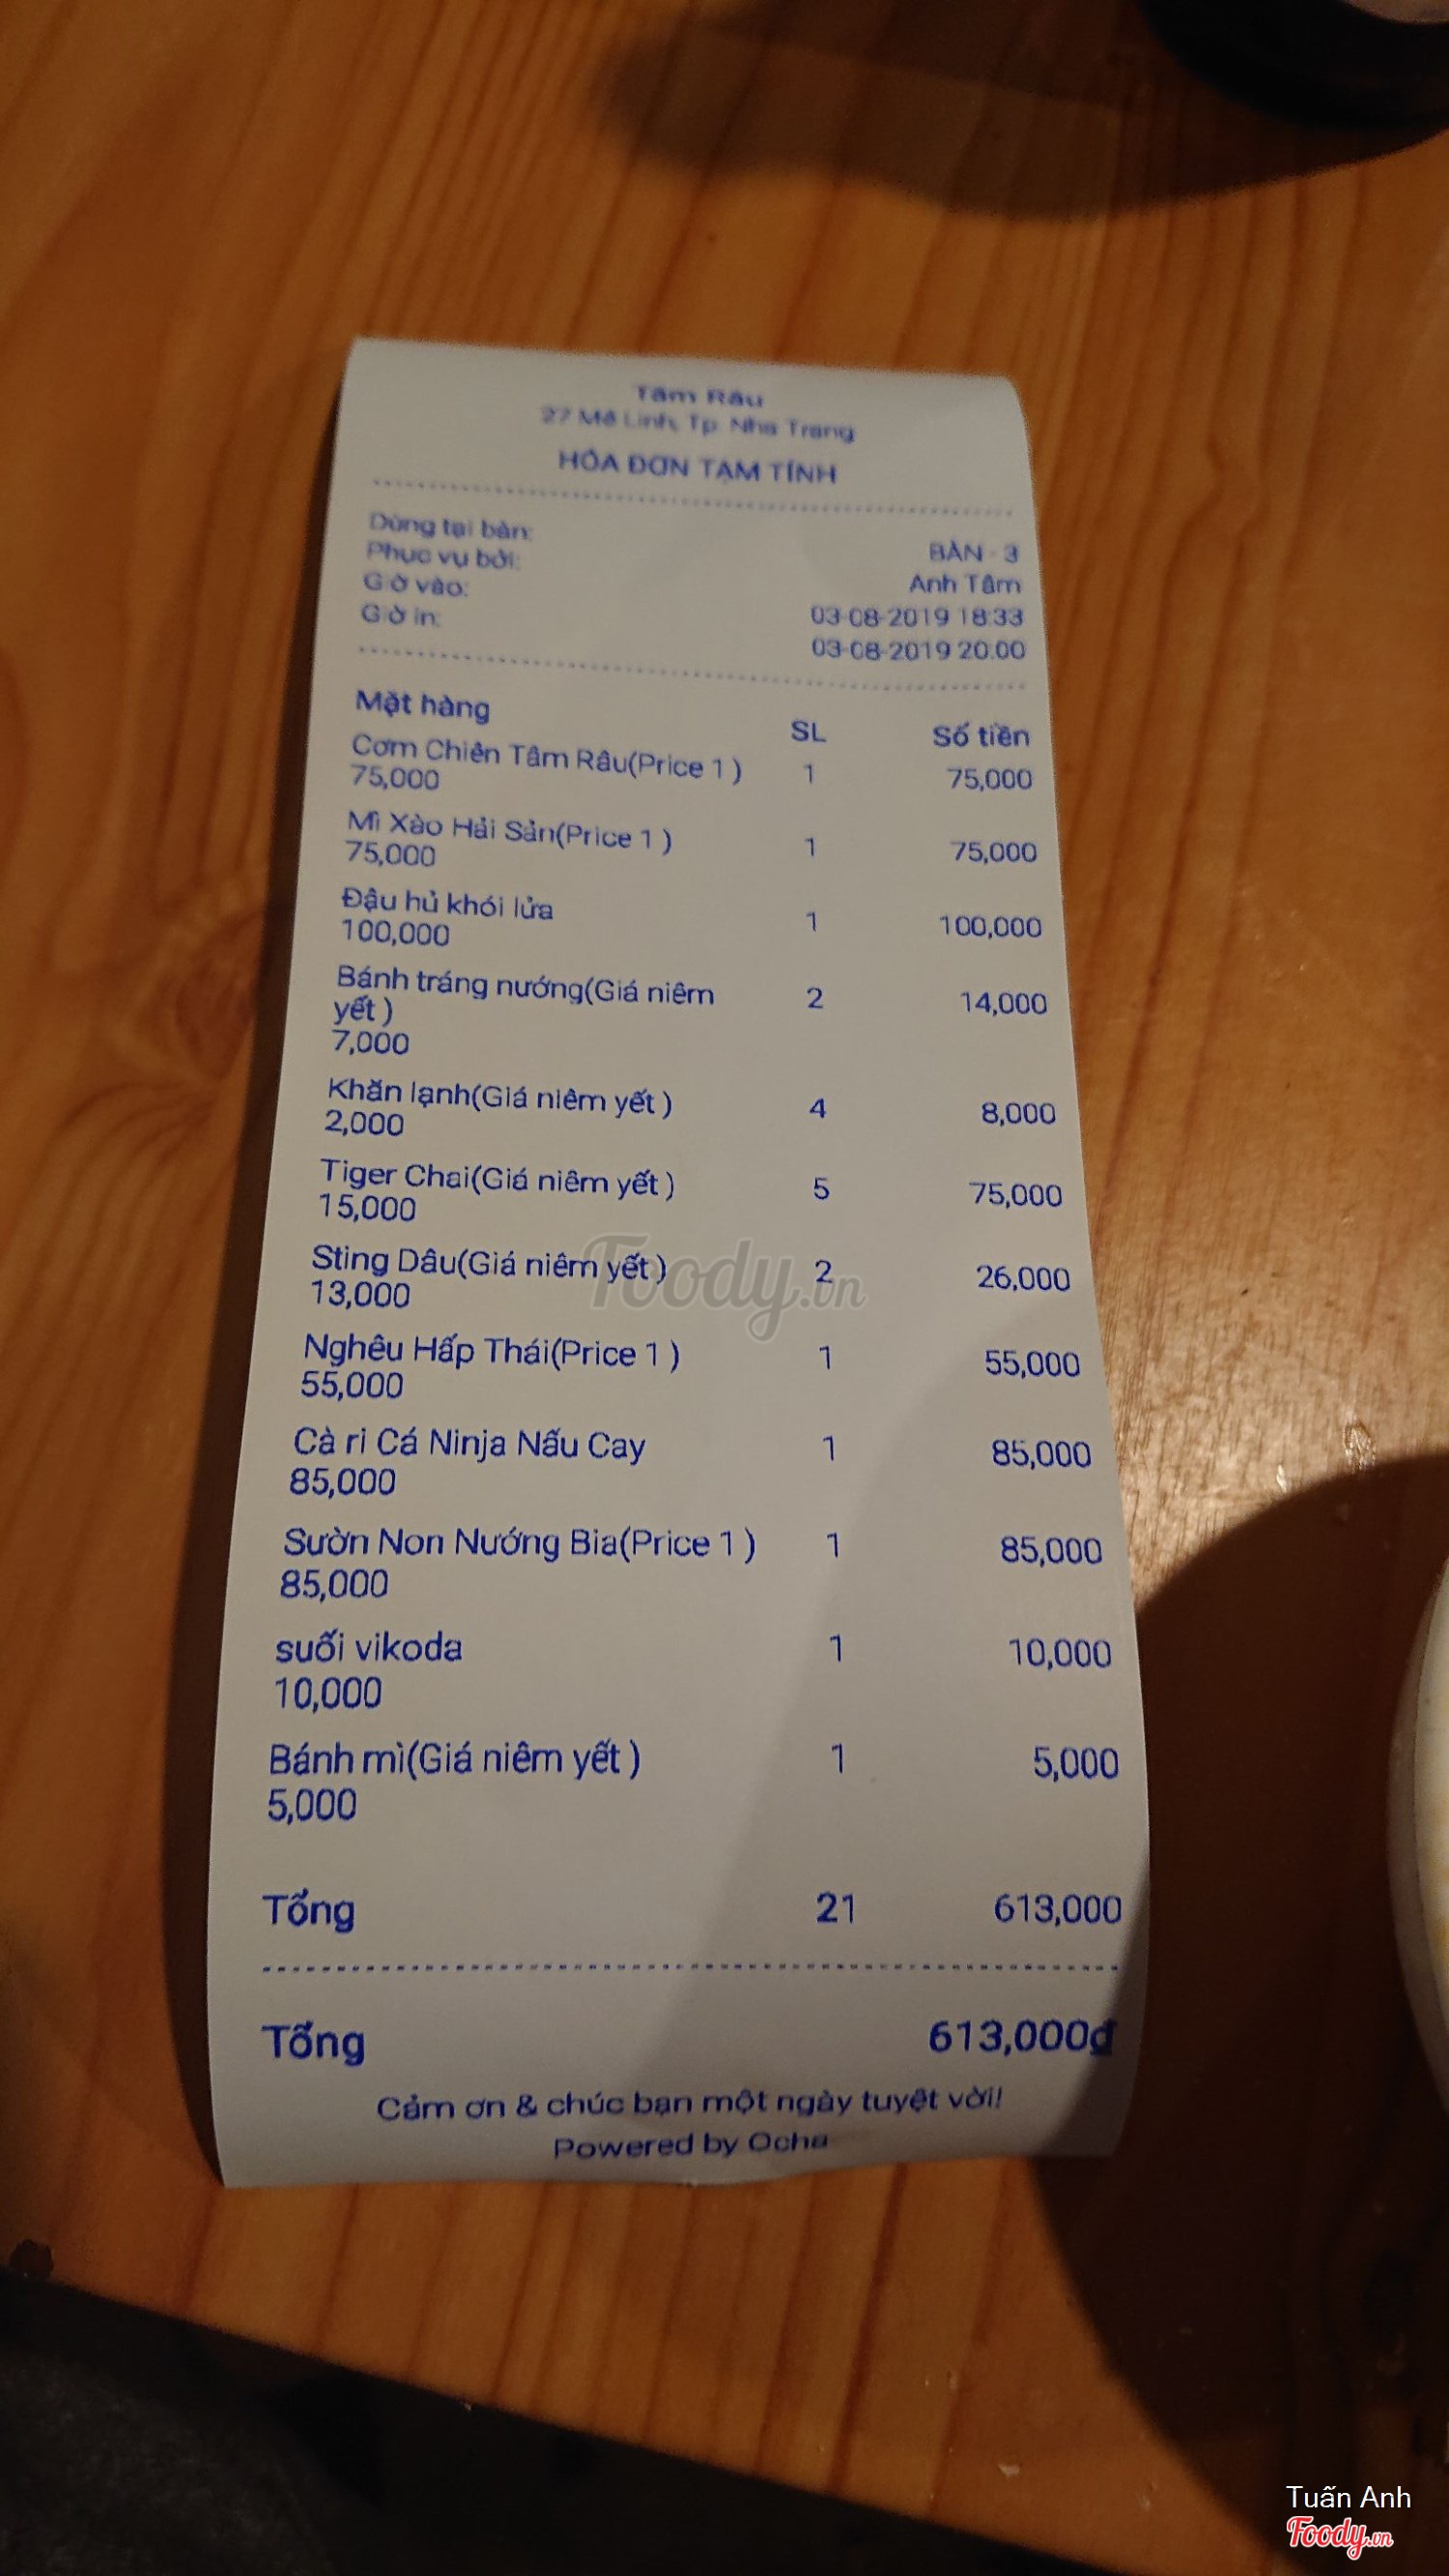 Tâm Râu
27 Mê Linh, Tp. Nha Trang
HÓA ĐƠN TẠM TÍNH
Dùng tại bàn: BÀN - 3
Phục vụ bởi: Anh Tâm
Giờ vào: 03-08-2019 18:33
Giờ in: 03-08-2019 20:00
Mặt hàng SL Số tiền
Cơm Chiên Tâm Râu(Price 1 ) 1 75,000
75,000
Mì Xào Hải Sản(Price 1 ) 1 75,000
75,000
Đậu hủ khói lửa 1 100,000
100,000
Bánh tráng nướng(Giá niêm 2 14,000
yết )
7,000
Khăn lạnh(Giá niêm yết ) 4 8,000
2,000
Tiger Chai(Giá niêm yết ) 5 75,000
15,000
Sting Dâu(Giá niêm yết ) 2 26,000
13,000
Nghêu Hấp Thái(Price 1 ) 1 55,000
55,000
Cà ri Cá Ninja Nấu Cay 1 85,000
85,000
Sườn Non Nướng Bia(Price 1 ) 1 85,000
85,000
suối vikoda 1 10,000
10,000
Bánh mì(Giá niêm yết ) 1 5,000
5,000
Tổng 21 613,000
Tổng 613,000đ
Cảm ơn & chúc bạn một ngày tuyệt vời!
Powered by Ocha
Foody.vn
Tuấn Anh
Foody.vn